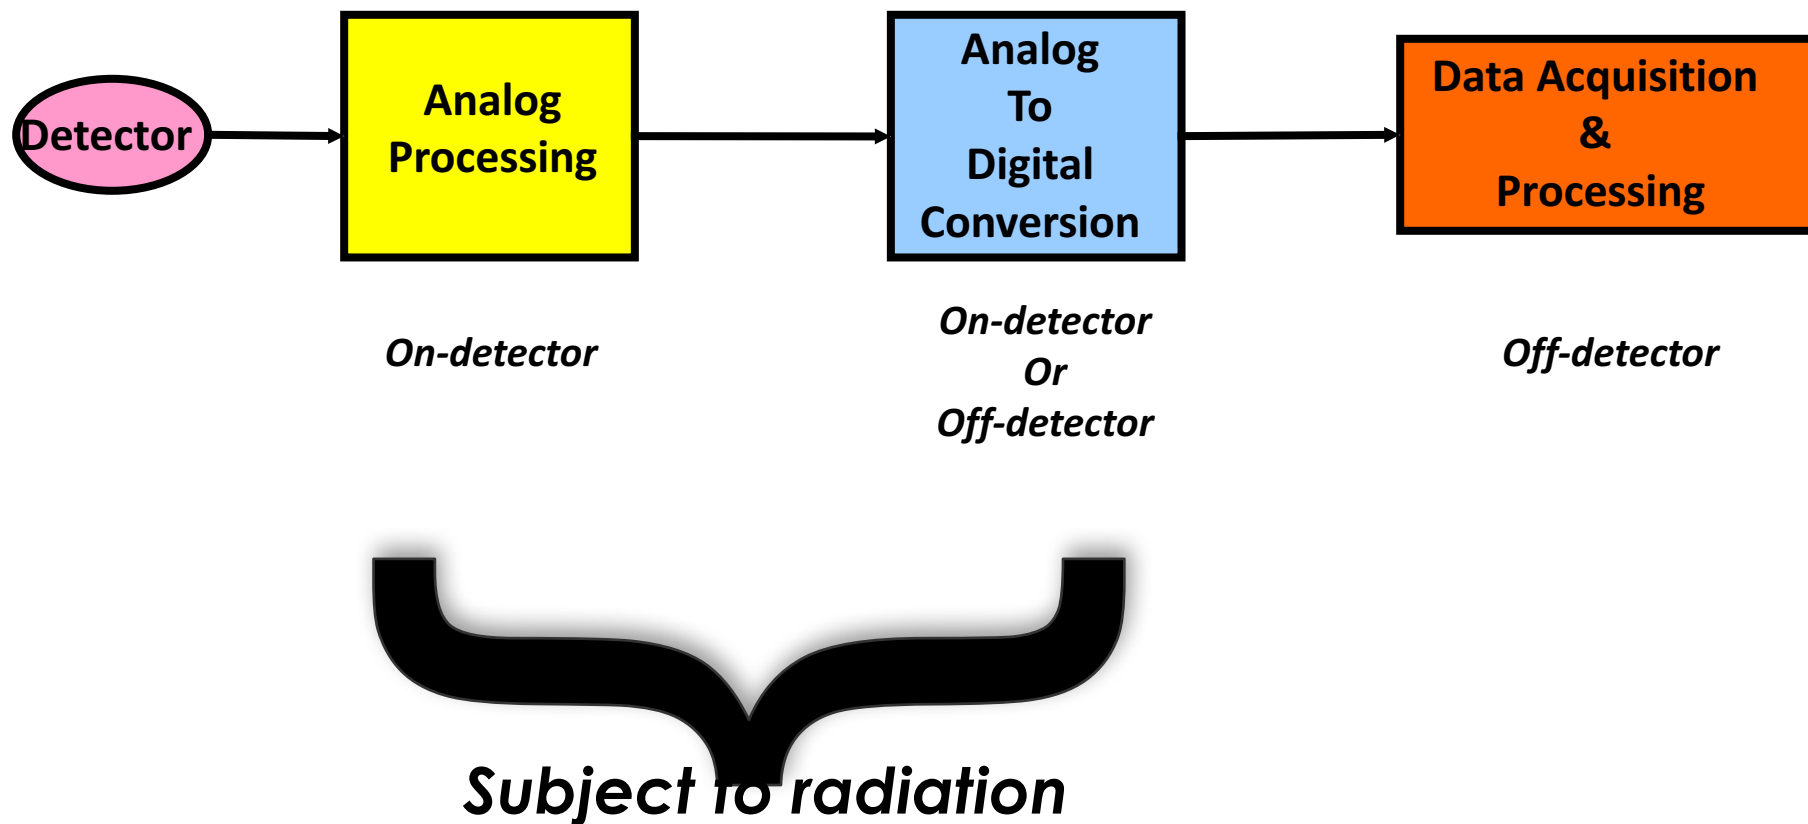 Detector
Analog
Processing
Analog
To
Digital
Conversion
Data Acquisition
&
Processing
On-detector
On-detector
Or
Off-detector
Off-detector
Subject to radiation